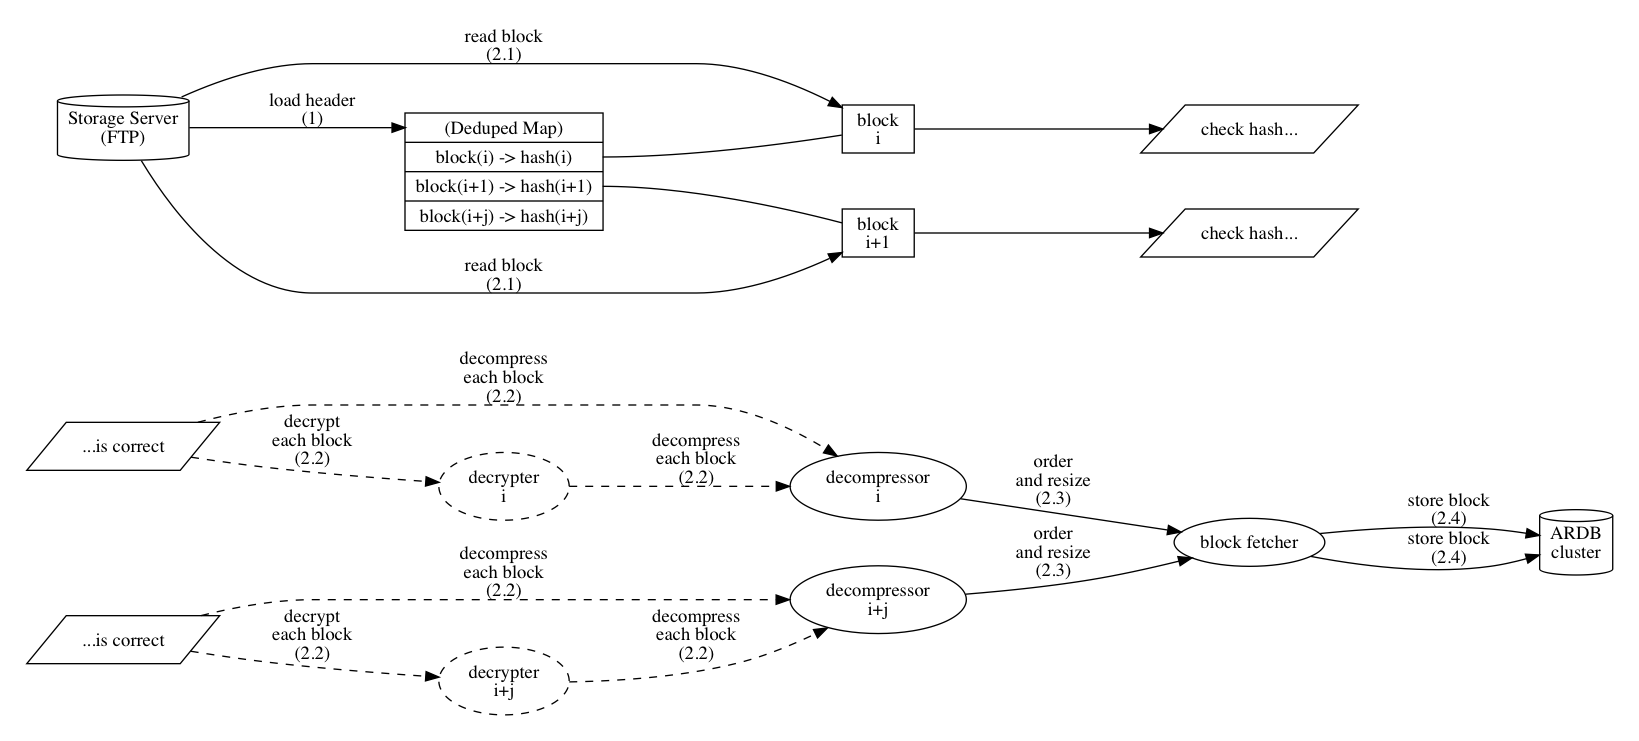 read block
(2.1)
Storage Server
(FTP)
load header
(1)
(Deduped Map)
block(i) -> hash(i)
block(i+1) -> hash(i+1)
block(i+j) -> hash(i+j)
block
i
check hash...
block
i+1
check hash...
read block
(2.1)
decompress
each block
(2.2)
...is correct
decrypt
each block
(2.2)
decrypter
i
decompress
each block
(2.2)
decompressor
i
order
and resize
(2.3)
decompress
each block
(2.2)
...is correct
decrypt
each block
(2.2)
decrypter
i+j
decompress
each block
(2.2)
decompressor
i+j
order
and resize
(2.3)
block fetcher
store block
(2.4)
store block
(2.4)
ARDB
cluster